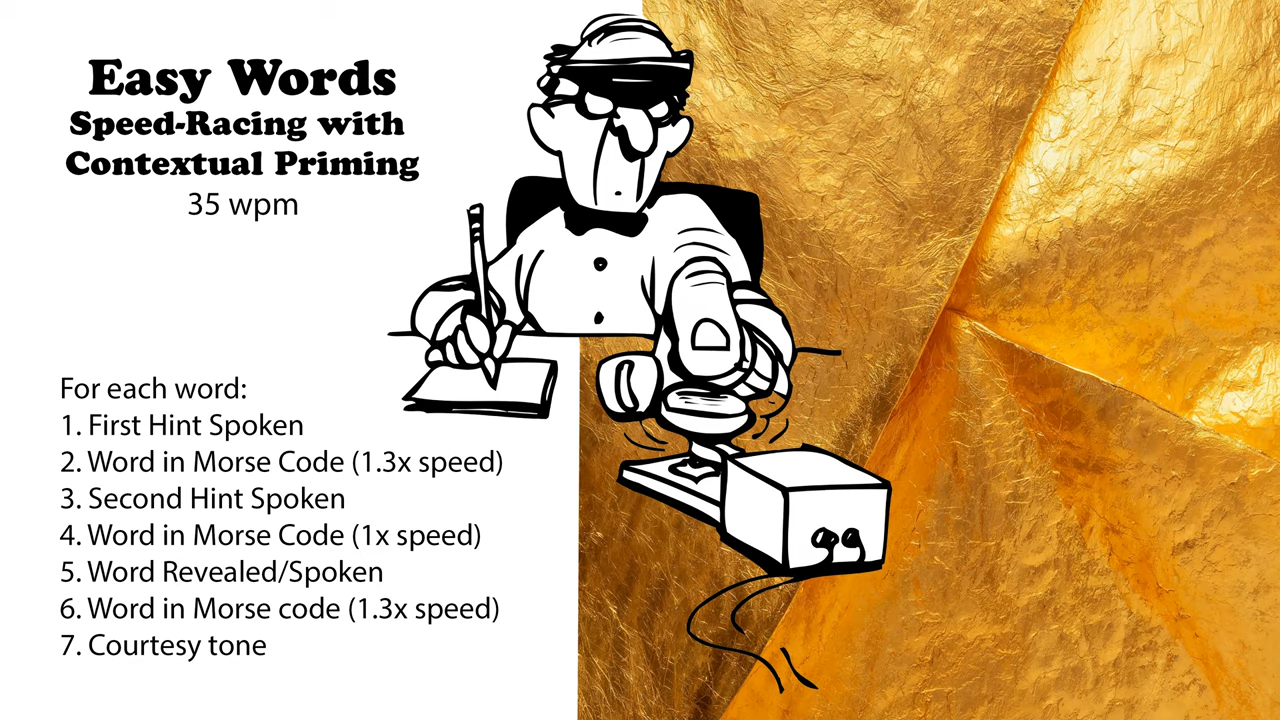 Easy Words
Speed-Racing with
Contextual Priming
35 wpm
For each word:
1. First Hint Spoken
2. Word in Morse Code (1.3x speed)
3. Second Hint Spoken
4. Word in Morse Code (1x speed)
5. Word Revealed/Spoken
6. Word in Morse code (1.3x speed)
7. Courtesy tone